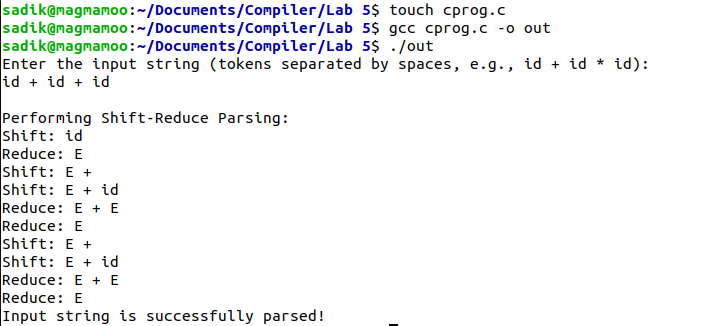 sadik@magmamoo:~/Documents/Compiler/Lab 5$ touch cprog.c
sadik@magmamoo:~/Documents/Compiler/Lab 5$ gcc cprog.c -o out
sadik@magmamoo:~/Documents/Compiler/Lab 5$ ./out
Enter the input string (tokens separated by spaces, e.g., id + id * id):
id + id + id

Performing Shift-Reduce Parsing:
Shift: id
Reduce: E
Shift: E +
Shift: E + id
Reduce: E + E
Reduce: E
Shift: E +
Shift: E + id
Reduce: E + E
Reduce: E
Input string is successfully parsed!